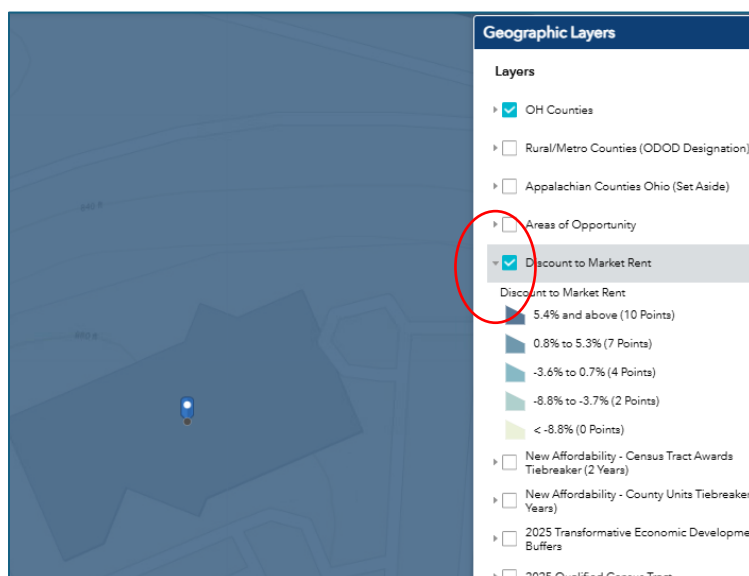 Geographic Layers
Layers
OH Counties
Rural/Metro Counties (ODOD Designation)
Appalachian Counties Ohio (Set Aside)
Areas of Opportunity
Discount to Market Rent
Discount to Market Rent
5.4% and above (10 Points)
0.8% to 5.3% (7 Points)
-3.6% to 0.7% (4 Points)
-8.8% to -3.7% (2 Points)
< -8.8% (0 Points)
New Affordability - Census Tract Awards
Tiebreaker (2 Years)
New Affordability - County Units Tiebreaker
Years)
2025 Transformative Economic Developme
Buffers
2025 Qualified Census Tract